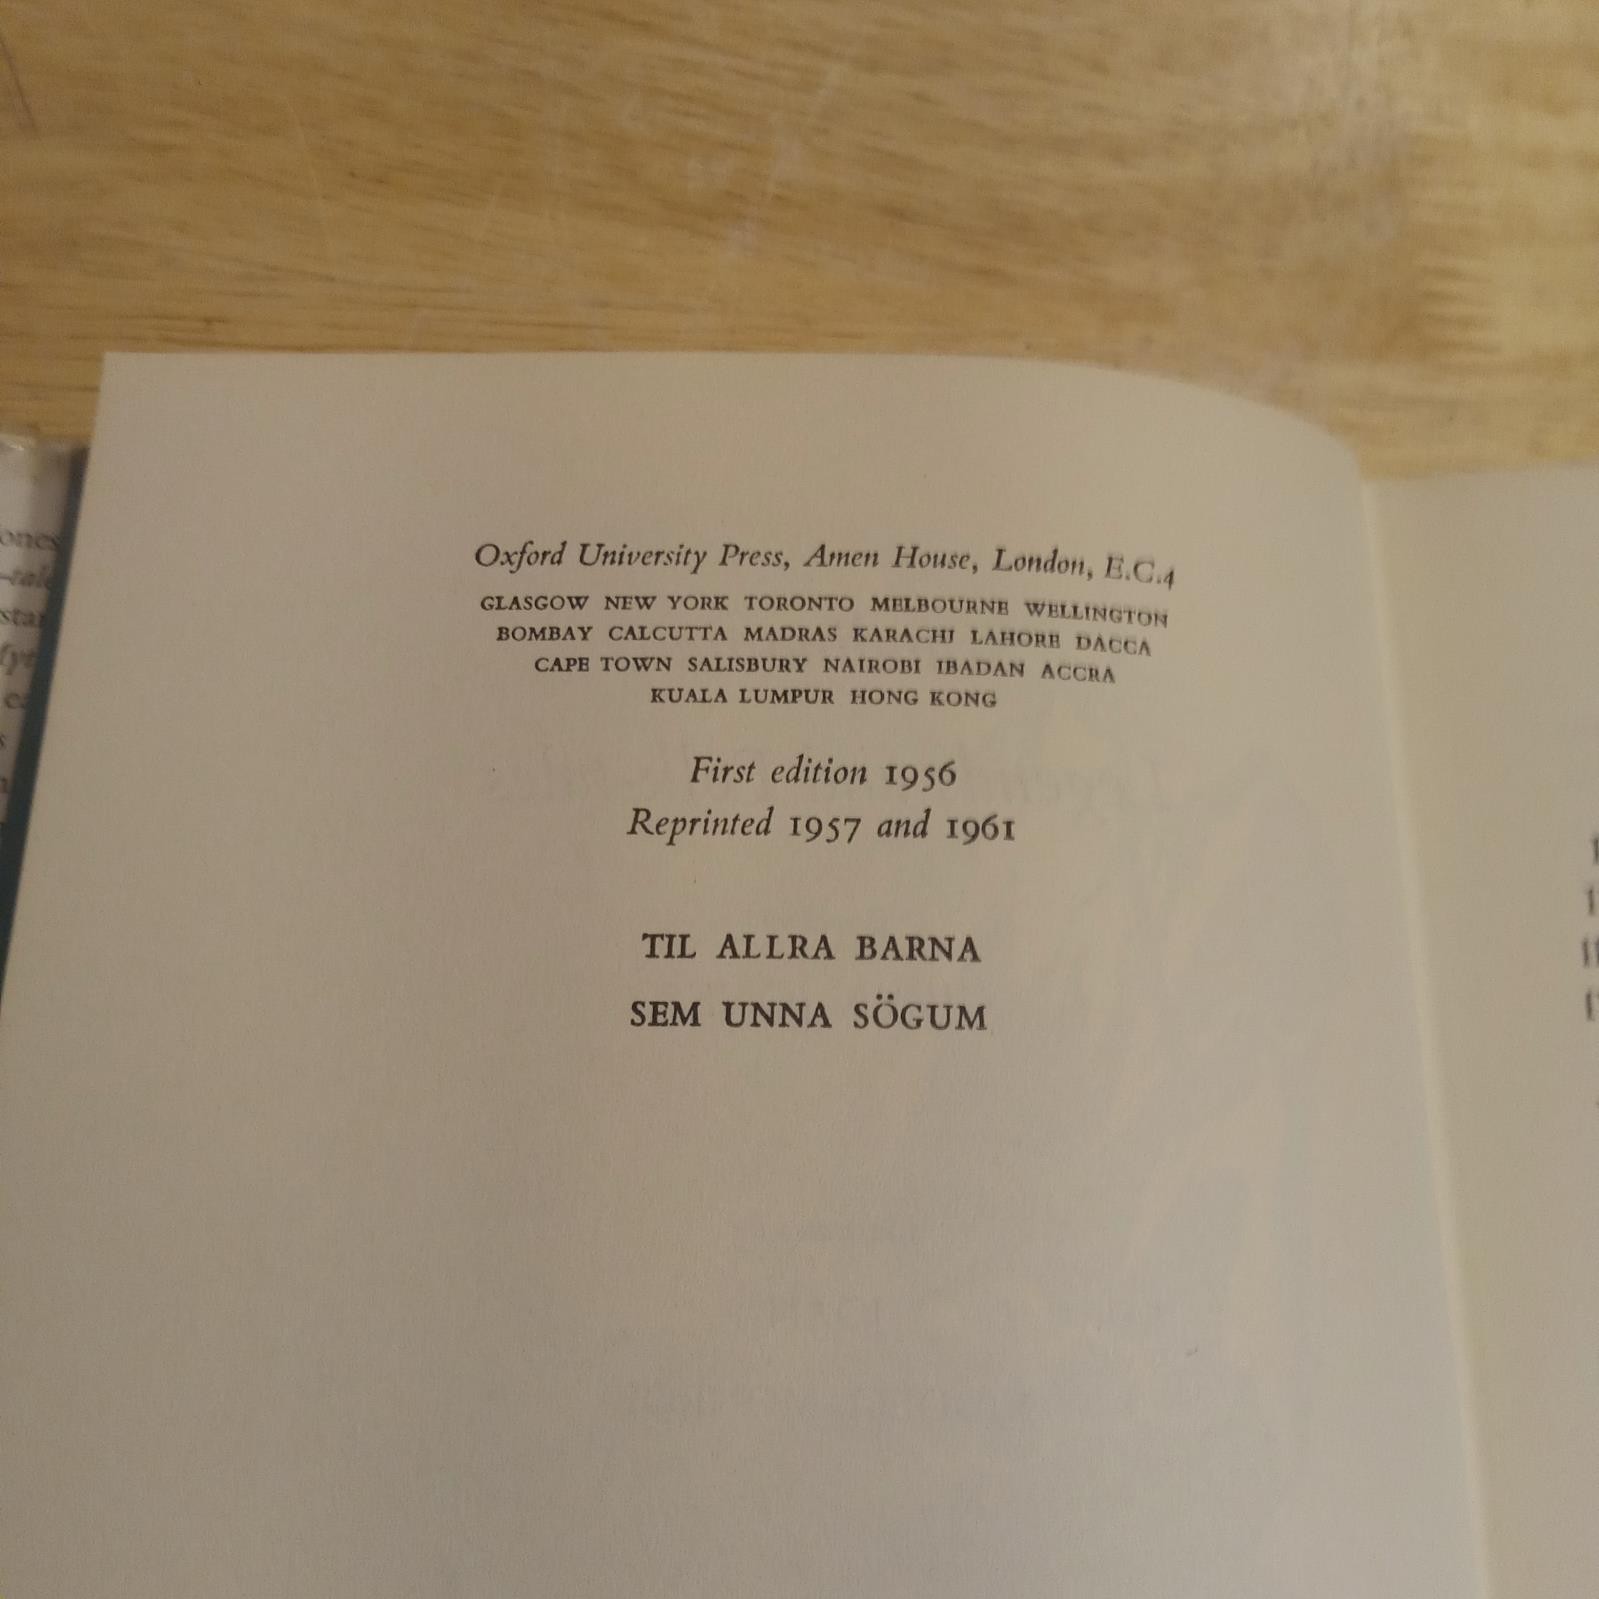 Oxford University Press, Amen House, London, E.C.4
GLASGOW NEW YORK TORONTO MELBOURNE WELLINGTON
BOMBAY CALCUTTA MADRAS KARACHI LAHORE DACCA
CAPE TOWN SALISBURY NAIROBI IBADAN ACCRA
KUALA LUMPUR HONG KONG
First edition 1956
Reprinted 1957 and 1961
TIL ALLRA BARNA
SEM UNNA SÖGUM